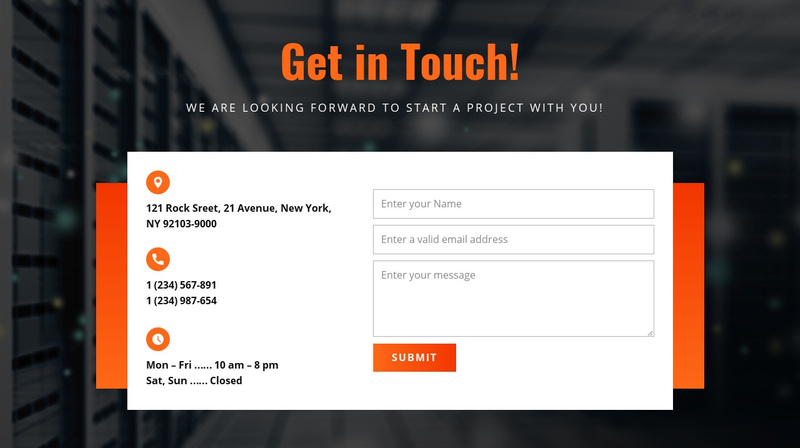 Get in Touch!
WE ARE LOOKING FORWARD TO START A PROJECT WITH YOU!
121 Rock Sreet, 21 Avenue, New York,
NY 92103-9000
1 (234) 567-891
1 (234) 987-654
Mon – Fri ...... 10 am – 8 pm
Sat, Sun ...... Closed
Enter your Name
Enter a valid email address
Enter your message
SUBMIT